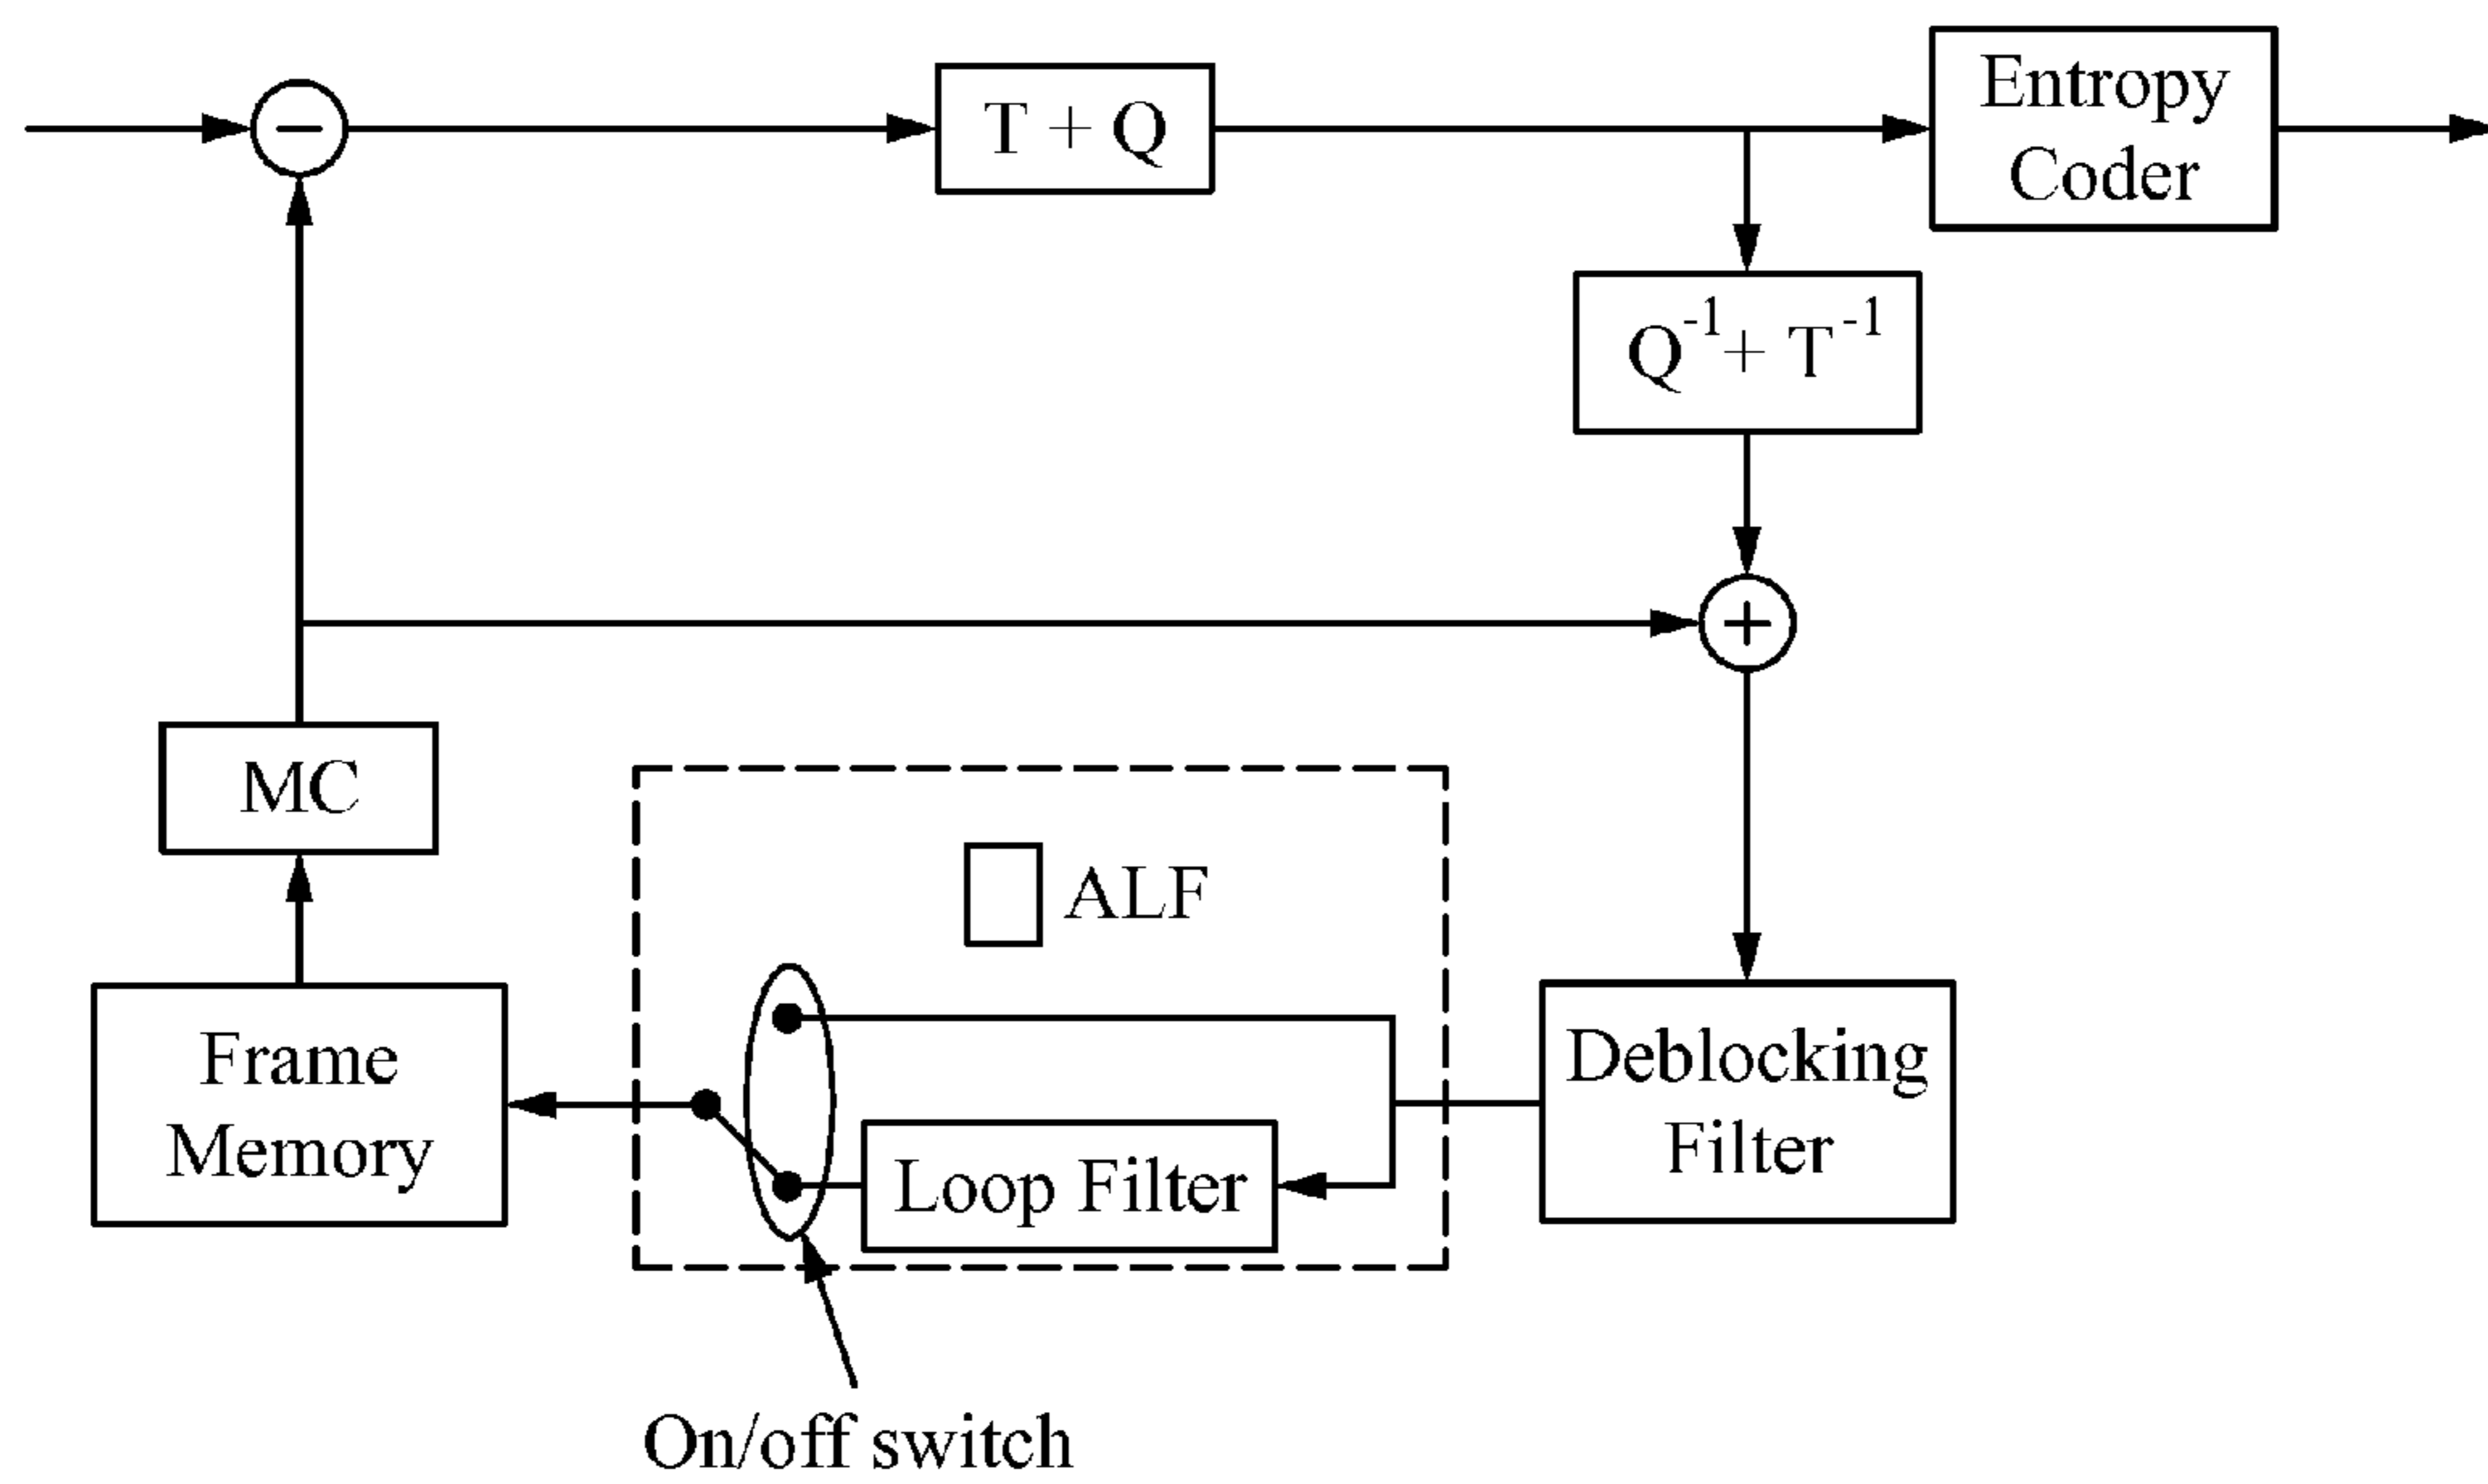 T + Q
Entropy
Coder
Q⁻¹ + T⁻¹
MC
ALF
Frame
Memory
Loop Filter
Deblocking
Filter
On/off switch